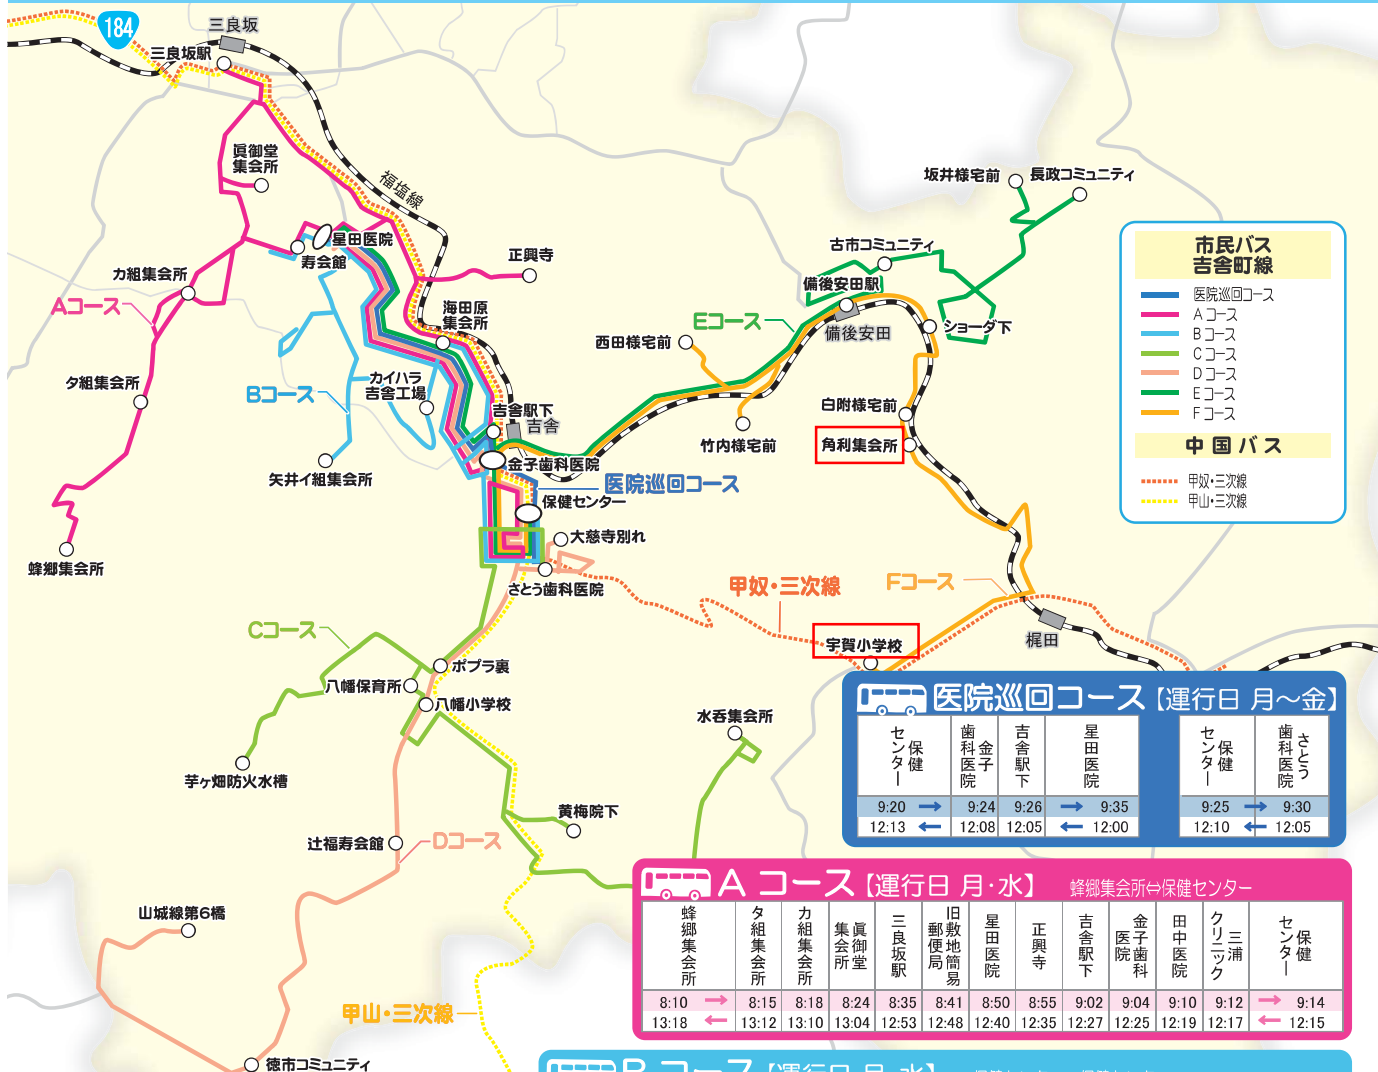 184
三良坂
三良坂駅
眞御堂
集会所
福塩線
星田医院
寿会館
正興寺
カ組集会所
Aコース
海田原
集会所
タ組集会所
カイハラ
吉舎工場
Bコース
吉舎駅下
吉舎
矢井イ組集会所
金子歯科医院
医院巡回コース
保健センター
大慈寺別れ
さとう歯科医院
蜂郷集会所
坂井様宅前
長政コミュニティ
古市コミュニティ
備後安田駅
備後安田
ショーダ下
Eコース
西田様宅前
竹内様宅前
白附様宅前
角利集会所
市民バス
吉舎町線
医院巡回コース
Aコース
Bコース
Cコース
Dコース
Eコース
Fコース
中国バス
甲奴・三次線
甲山・三次線
甲奴・三次線
Fコース
宇賀小学校
梶田
Cコース
ポプラ裏
八幡保育所
八幡小学校
芋ヶ畑防火水槽
水呑集会所
黄梅院下
辻福寿会館
Dコース
山城線第6橋
甲山・三次線
徳市コミュニティ
医院巡回コース【運行日 月〜金】
保健センター 金子歯科医院 吉舎駅下 星田医院 保健センター さとう歯科医院
9:20 → 9:24 9:26 → 9:35 9:25 → 9:30
12:13 ← 12:08 12:05 ← 12:00 12:10 ← 12:05
Aコース【運行日 月・水】 蜂郷集会所⇔保健センター
蜂郷集会所 タ組集会所 カ組集会所 眞御堂集会所 三良坂駅 旧敷地簡易郵便局 星田医院 正興寺 吉舎駅下 金子歯科医院 田中医院 三浦クリニック 保健センター
8:10 → 8:15 8:18 8:24 8:35 8:41 8:50 8:55 9:02 9:04 9:10 9:12 → 9:14
13:18 ← 13:12 13:10 13:04 12:53 12:48 12:40 12:35 12:27 12:25 12:19 12:17 ← 12:15